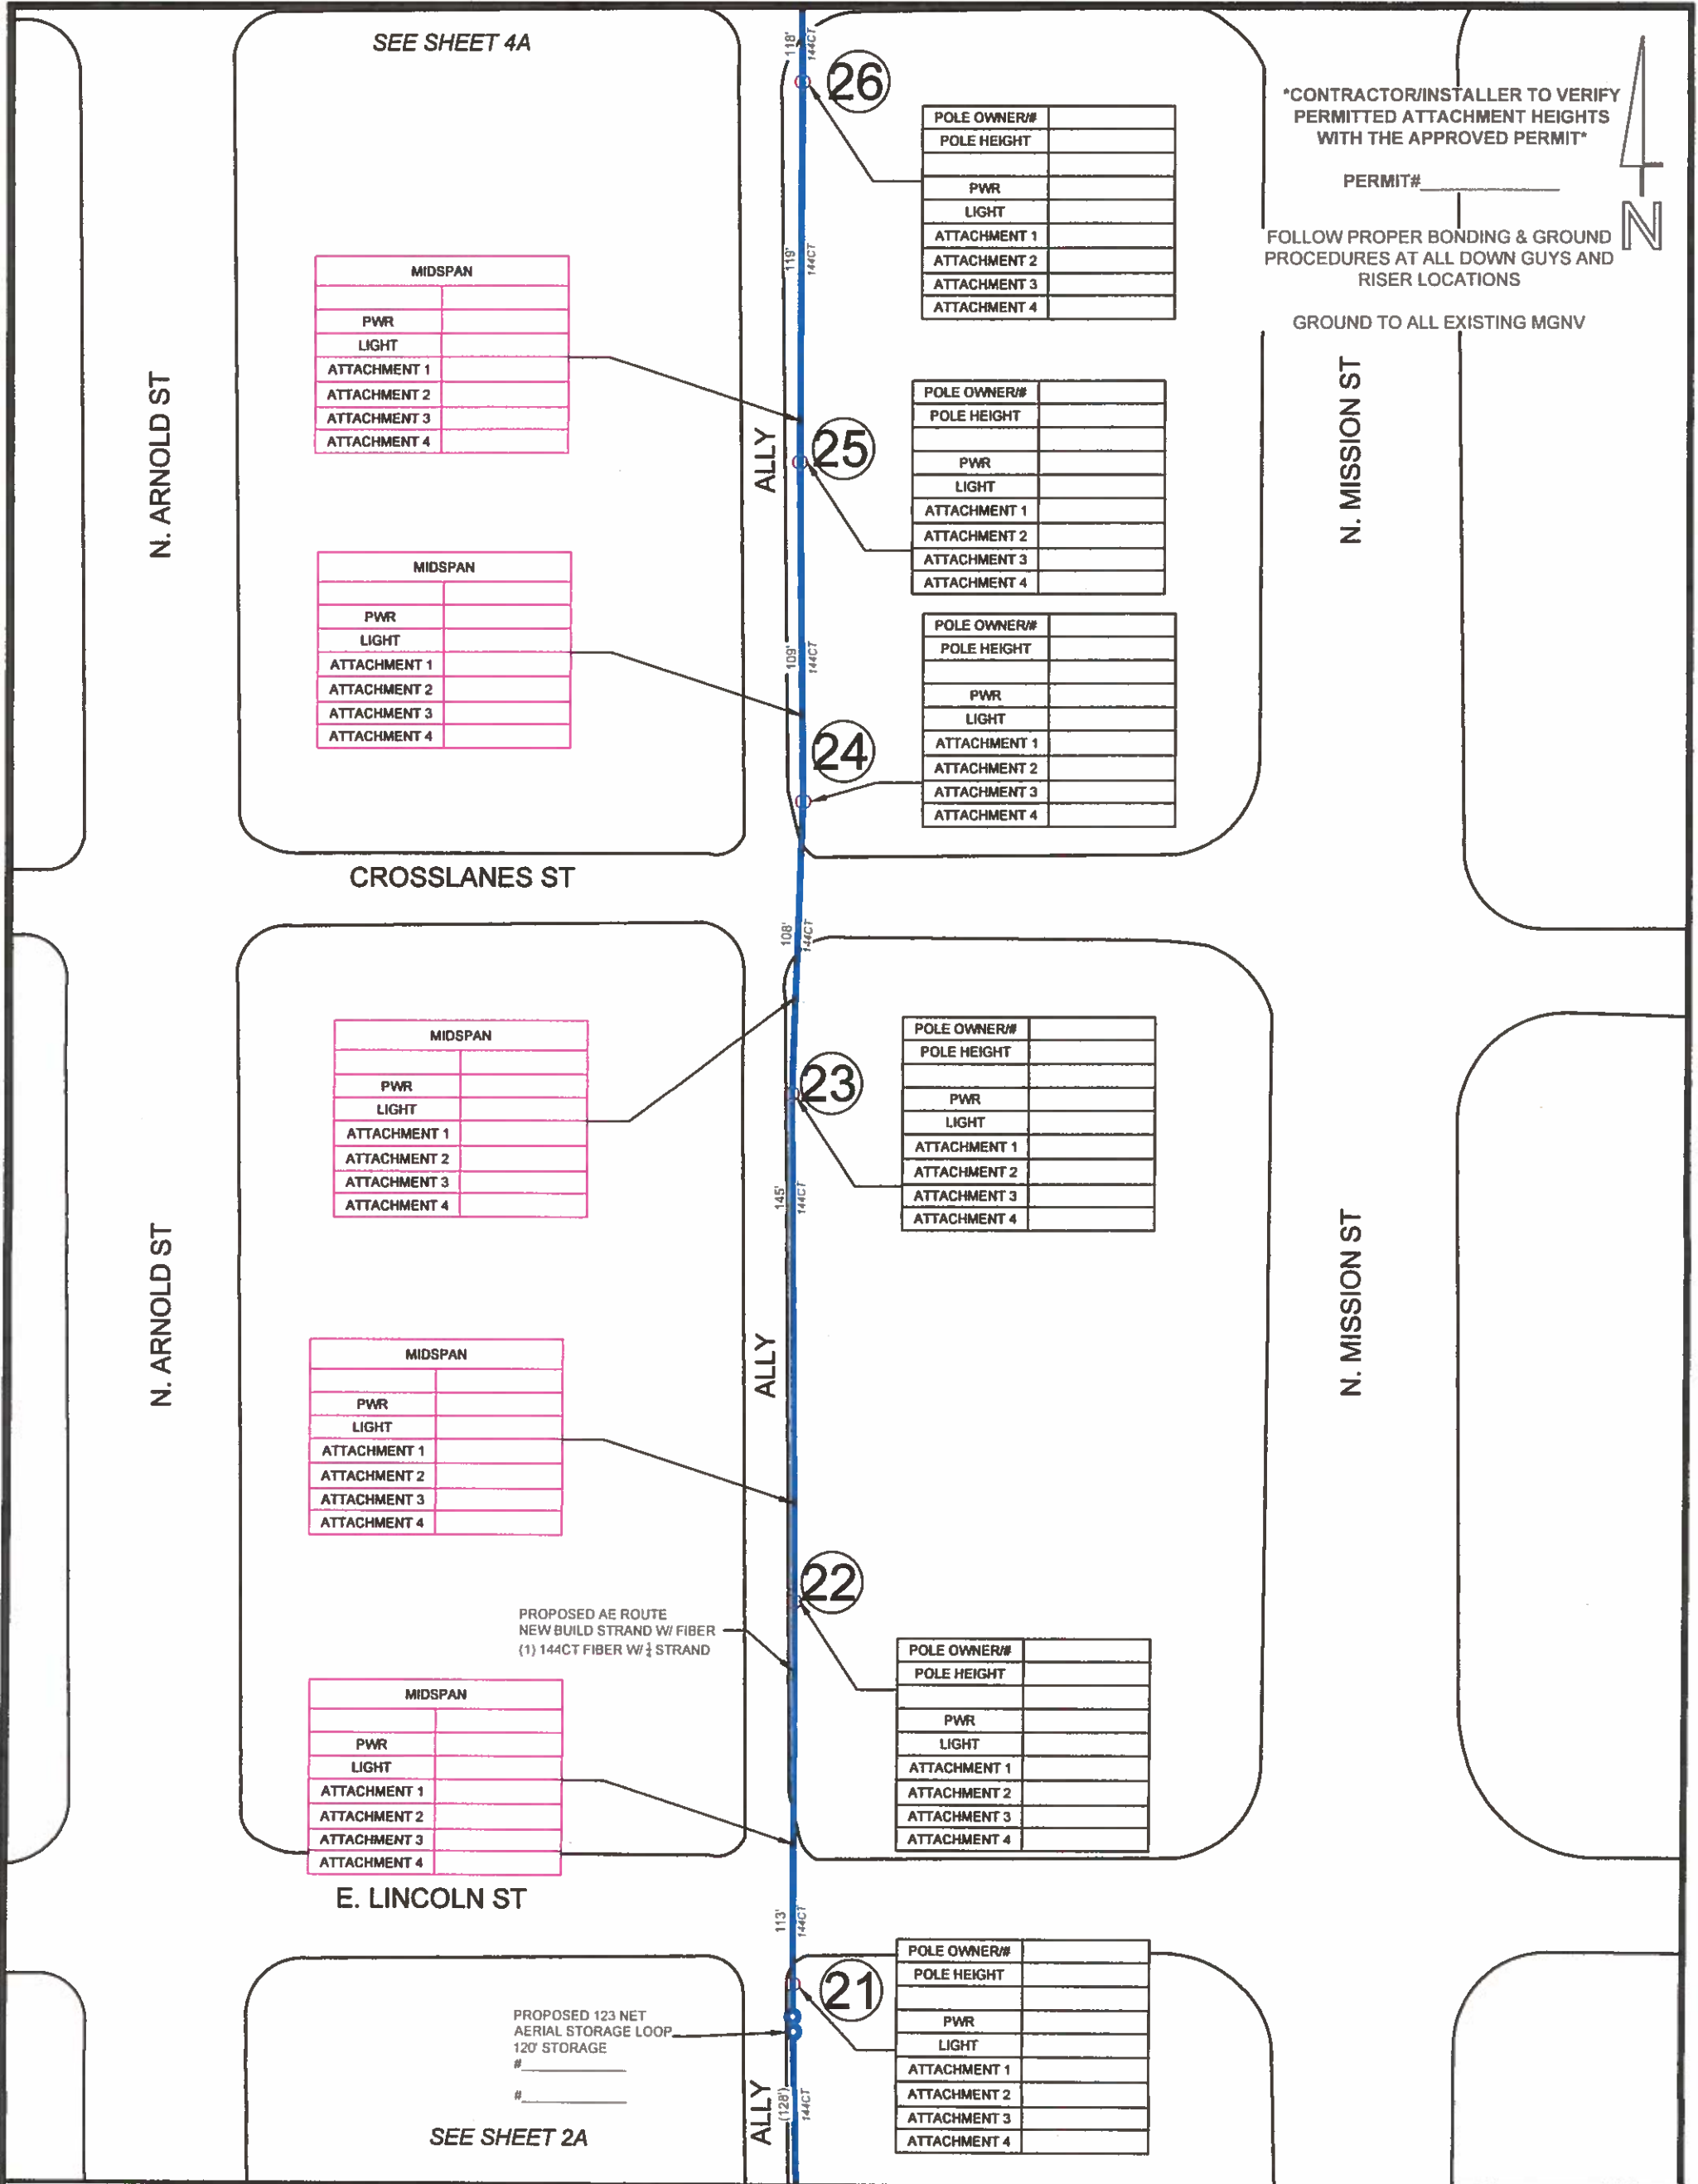 SEE SHEET 4A
118'
144CT
26
*CONTRACTOR/INSTALLER TO VERIFY
PERMITTED ATTACHMENT HEIGHTS
WITH THE APPROVED PERMIT*
PERMIT#
N
FOLLOW PROPER BONDING & GROUND
PROCEDURES AT ALL DOWN GUYS AND
RISER LOCATIONS
GROUND TO ALL EXISTING MGNV
POLE OWNER/#
POLE HEIGHT
PWR
LIGHT
ATTACHMENT 1
ATTACHMENT 2
ATTACHMENT 3
ATTACHMENT 4
119'
144CT
MIDSPAN
PWR
LIGHT
ATTACHMENT 1
ATTACHMENT 2
ATTACHMENT 3
ATTACHMENT 4
N. ARNOLD ST
ALLY
25
POLE OWNER/#
POLE HEIGHT
PWR
LIGHT
ATTACHMENT 1
ATTACHMENT 2
ATTACHMENT 3
ATTACHMENT 4
N. MISSION ST
MIDSPAN
PWR
LIGHT
ATTACHMENT 1
ATTACHMENT 2
ATTACHMENT 3
ATTACHMENT 4
109'
144CT
24
POLE OWNER/#
POLE HEIGHT
PWR
LIGHT
ATTACHMENT 1
ATTACHMENT 2
ATTACHMENT 3
ATTACHMENT 4
CROSSLANES ST
108'
144CT
MIDSPAN
PWR
LIGHT
ATTACHMENT 1
ATTACHMENT 2
ATTACHMENT 3
ATTACHMENT 4
23
POLE OWNER/#
POLE HEIGHT
PWR
LIGHT
ATTACHMENT 1
ATTACHMENT 2
ATTACHMENT 3
ATTACHMENT 4
145'
144CT
N. ARNOLD ST
ALLY
N. MISSION ST
MIDSPAN
PWR
LIGHT
ATTACHMENT 1
ATTACHMENT 2
ATTACHMENT 3
ATTACHMENT 4
22
PROPOSED AE ROUTE
NEW BUILD STRAND W/ FIBER
(1) 144CT FIBER W/ STRAND
POLE OWNER/#
POLE HEIGHT
PWR
LIGHT
ATTACHMENT 1
ATTACHMENT 2
ATTACHMENT 3
ATTACHMENT 4
MIDSPAN
PWR
LIGHT
ATTACHMENT 1
ATTACHMENT 2
ATTACHMENT 3
ATTACHMENT 4
E. LINCOLN ST
113'
144CT
21
POLE OWNER/#
POLE HEIGHT
PWR
LIGHT
ATTACHMENT 1
ATTACHMENT 2
ATTACHMENT 3
ATTACHMENT 4
PROPOSED 123 NET
AERIAL STORAGE LOOP
120' STORAGE
#
#
ALLY
(128')
144CT
SEE SHEET 2A